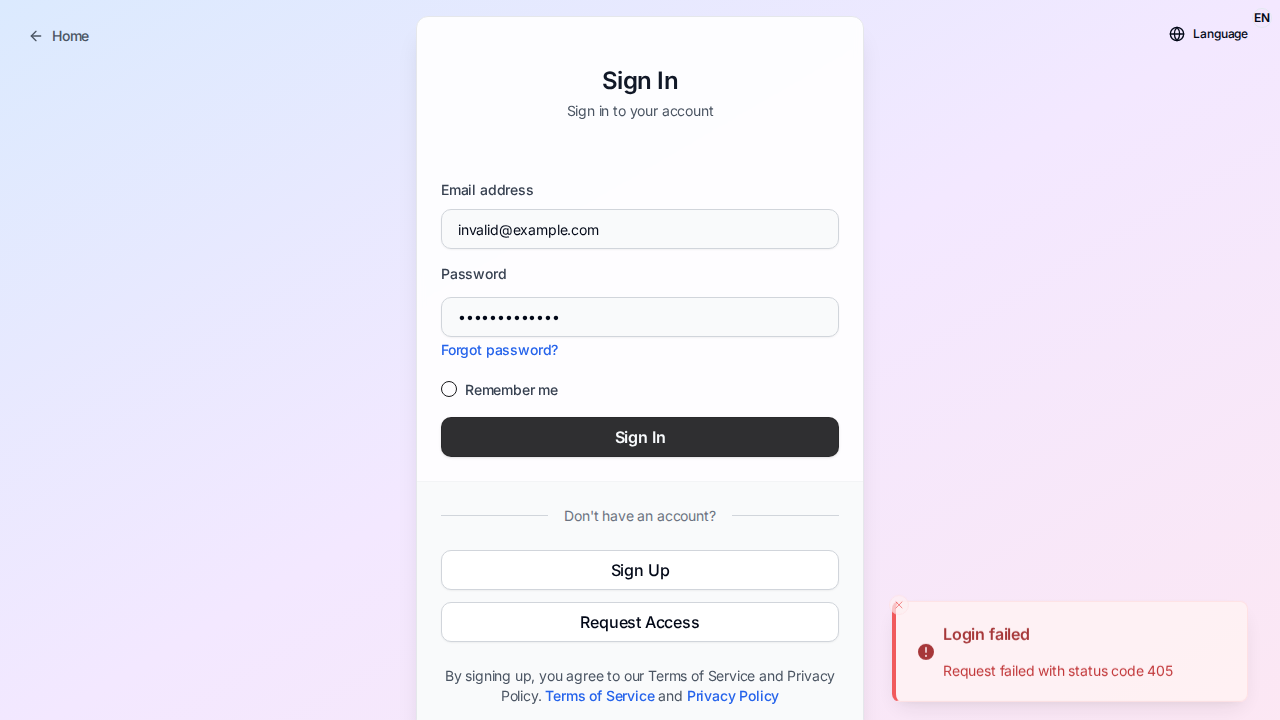 Home
EN
Language
Sign In
Sign in to your account
Email address
invalid@example.com
Password
•••••••••••••
Forgot password?
Remember me
Sign In
Don't have an account?
Sign Up
Request Access
By signing up, you agree to our Terms of Service and Privacy
Policy. Terms of Service and Privacy Policy
Login failed
Request failed with status code 405